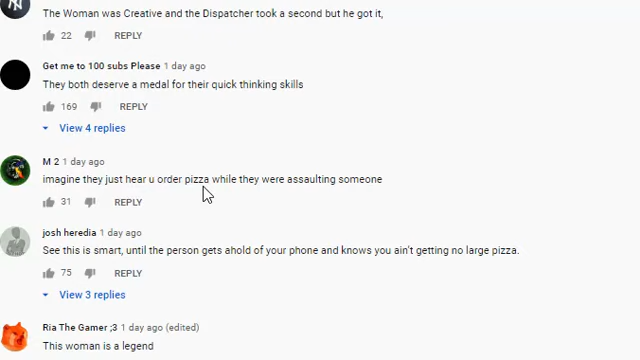 The Woman was Creative and the Dispatcher took a second but he got it,
22 REPLY
Get me to 100 subs Please 1 day ago
They both deserve a medal for their quick thinking skills
169 REPLY
View 4 replies
M 2 1 day ago
imagine they just hear u order pizza while they were assaulting someone
31 REPLY
josh heredia 1 day ago
See this is smart, until the person gets ahold of your phone and knows you ain't getting no large pizza.
75 REPLY
View 3 replies
Ria The Gamer ;3 1 day ago (edited)
This woman is a legend